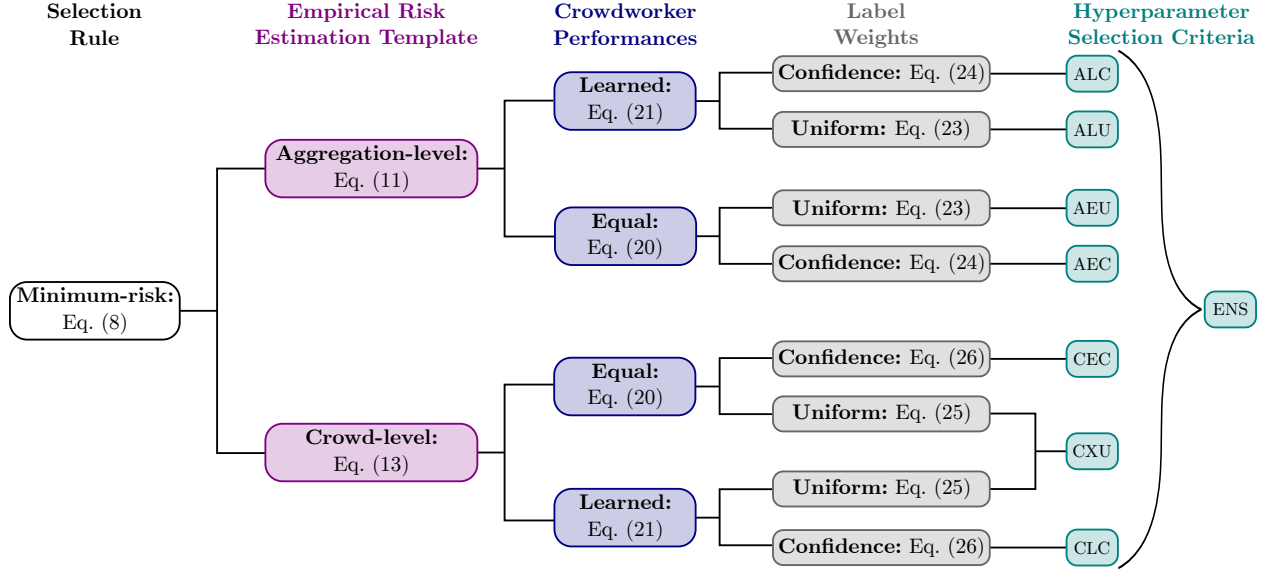 Selection
Rule
Empirical Risk
Estimation Template
Crowdworker
Performances
Label
Weights
Hyperparameter
Selection Criteria
Minimum-risk:
Eq. (8)
Aggregation-level:
Eq. (11)
Crowd-level:
Eq. (13)
Learned:
Eq. (21)
Equal:
Eq. (20)
Equal:
Eq. (20)
Learned:
Eq. (21)
Confidence: Eq. (24)
Uniform: Eq. (23)
Uniform: Eq. (23)
Confidence: Eq. (24)
Confidence: Eq. (26)
Uniform: Eq. (25)
Uniform: Eq. (25)
Confidence: Eq. (26)
ALC
ALU
AEU
AEC
CEC
CXU
CLC
ENS